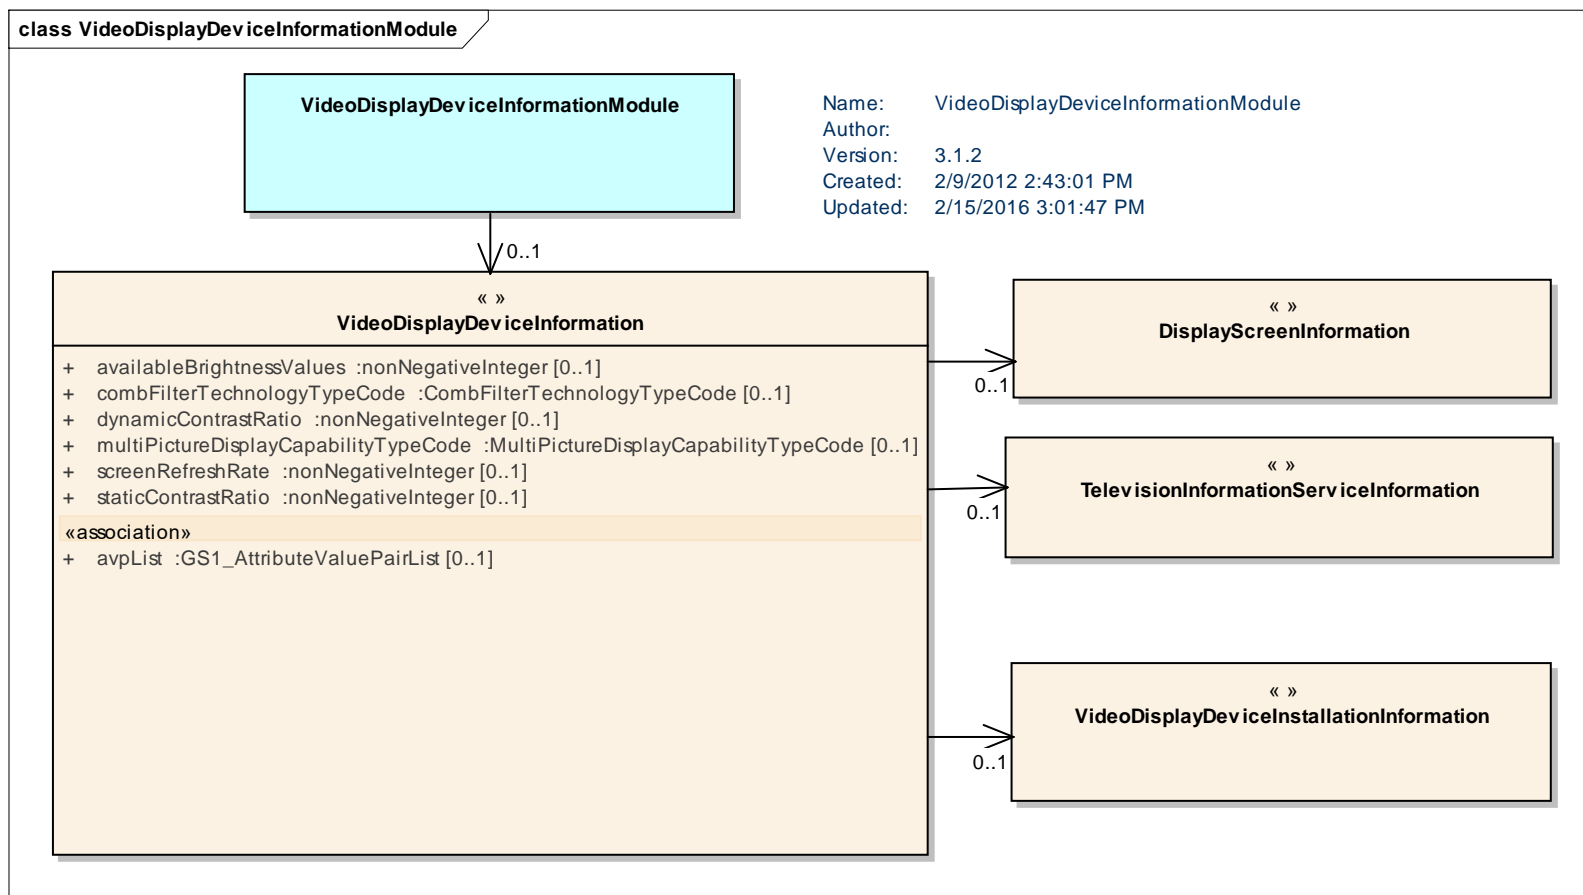 class VideoDisplayDeviceInformationModule
VideoDisplayDeviceInformationModule
Name: VideoDisplayDeviceInformationModule
Author:
Version: 3.1.2
Created: 2/9/2012 2:43:01 PM
Updated: 2/15/2016 3:01:47 PM
0..1
« »
VideoDisplayDeviceInformation
+ availableBrightnessValues :nonNegativeInteger [0..1]
+ combFilterTechnologyTypeCode :CombFilterTechnologyTypeCode [0..1]
+ dynamicContrastRatio :nonNegativeInteger [0..1]
+ multiPictureDisplayCapabilityTypeCode :MultiPictureDisplayCapabilityTypeCode [0..1]
+ screenRefreshRate :nonNegativeInteger [0..1]
+ staticContrastRatio :nonNegativeInteger [0..1]
«association»
+ avpList :GS1_AttributeValuePairList [0..1]
« »
DisplayScreenInformation
0..1
« »
TelevisionInformationServiceInformation
0..1
« »
VideoDisplayDeviceInstallationInformation
0..1